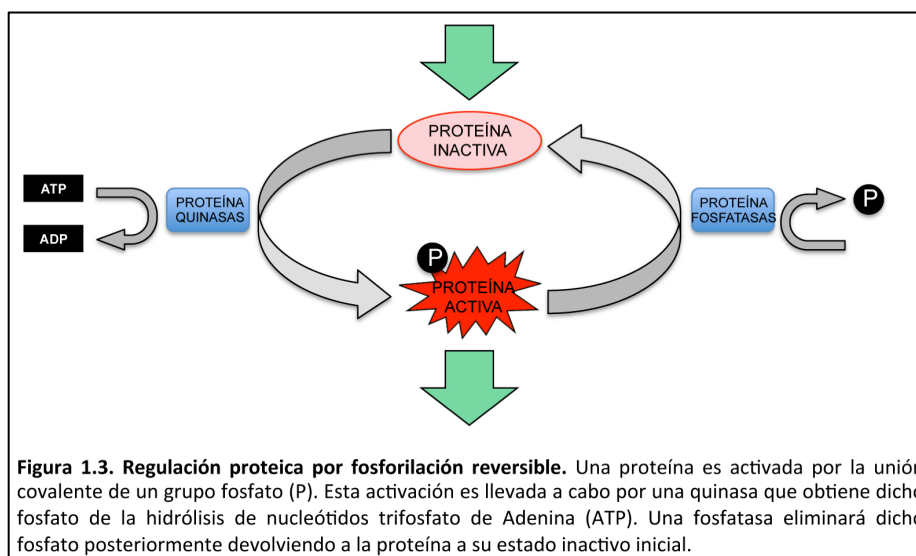 PROTEÍNA
INACTIVA
ATP
ADP
PROTEÍNA
QUINASAS
PROTEÍNA
FOSFATASAS
P
P
PROTEÍNA
ACTIVA
Figura 1.3. Regulación proteica por fosforilación reversible. Una proteína es activada por la unión
covalente de un grupo fosfato (P). Esta activación es llevada a cabo por una quinasa que obtiene dicho
fosfato de la hidrólisis de nucleótidos trifosfato de Adenina (ATP). Una fosfatasa eliminará dicho
fosfato posteriormente devolviendo a la proteína a su estado inactivo inicial.